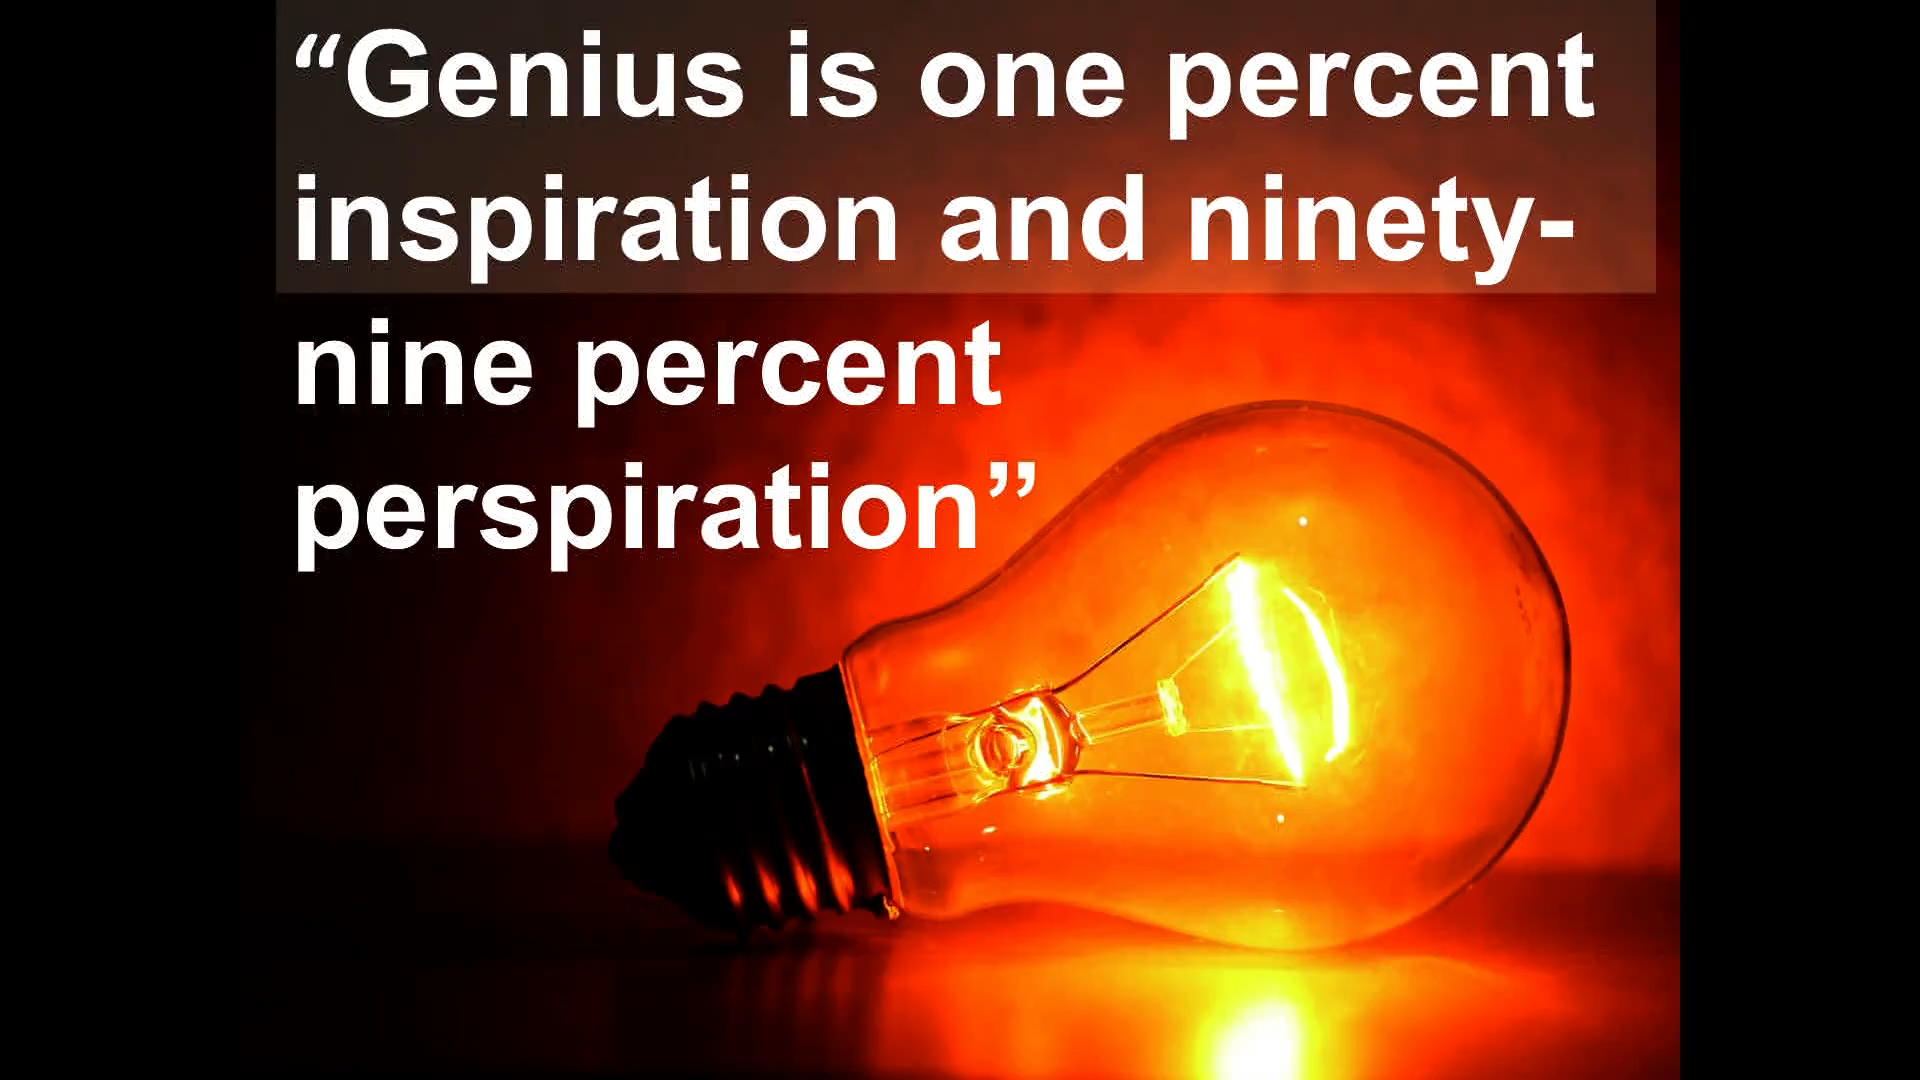 “Genius is one percent
inspiration and ninety-
nine percent
perspiration”